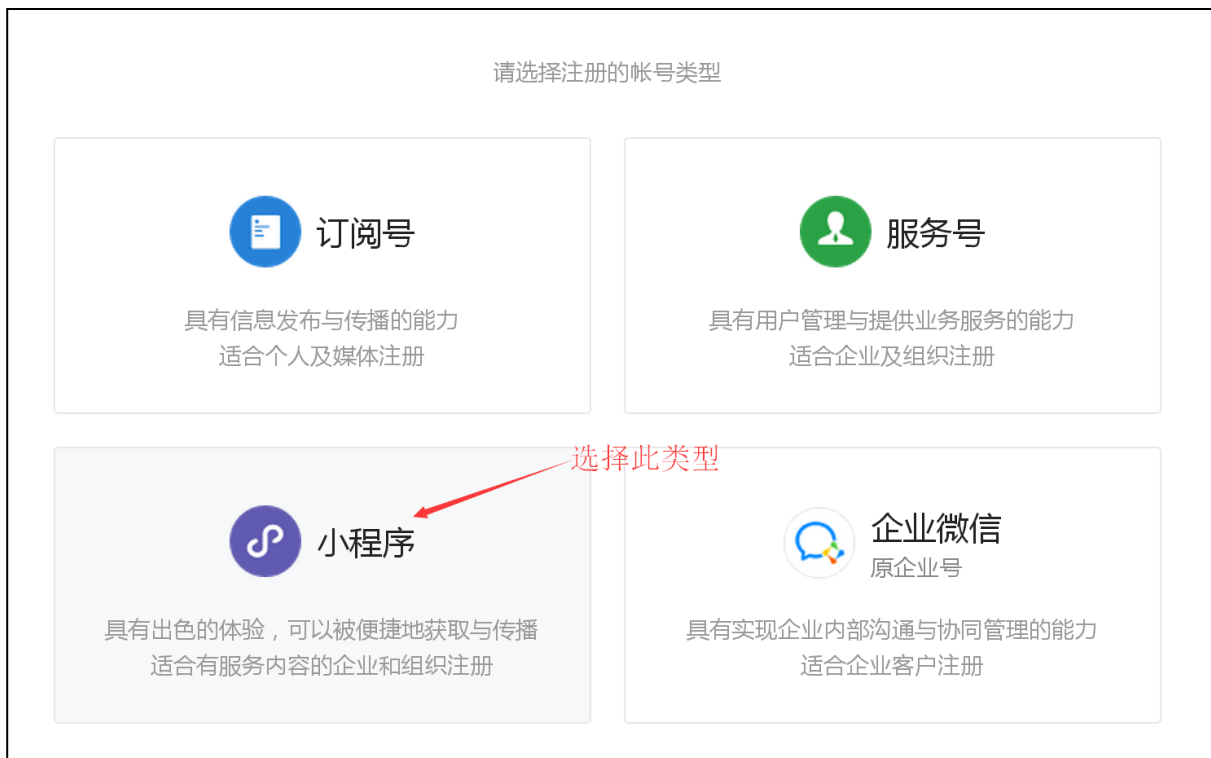 请选择注册的帐号类型
订阅号
具有信息发布与传播的能力
适合个人及媒体注册
服务号
具有用户管理与提供业务服务的能力
适合企业及组织注册
选择此类型
小程序
具有出色的体验，可以被便捷地获取与传播
适合有服务内容的企业和组织注册
企业微信
原企业号
具有实现企业内部沟通与协同管理的能力
适合企业客户注册